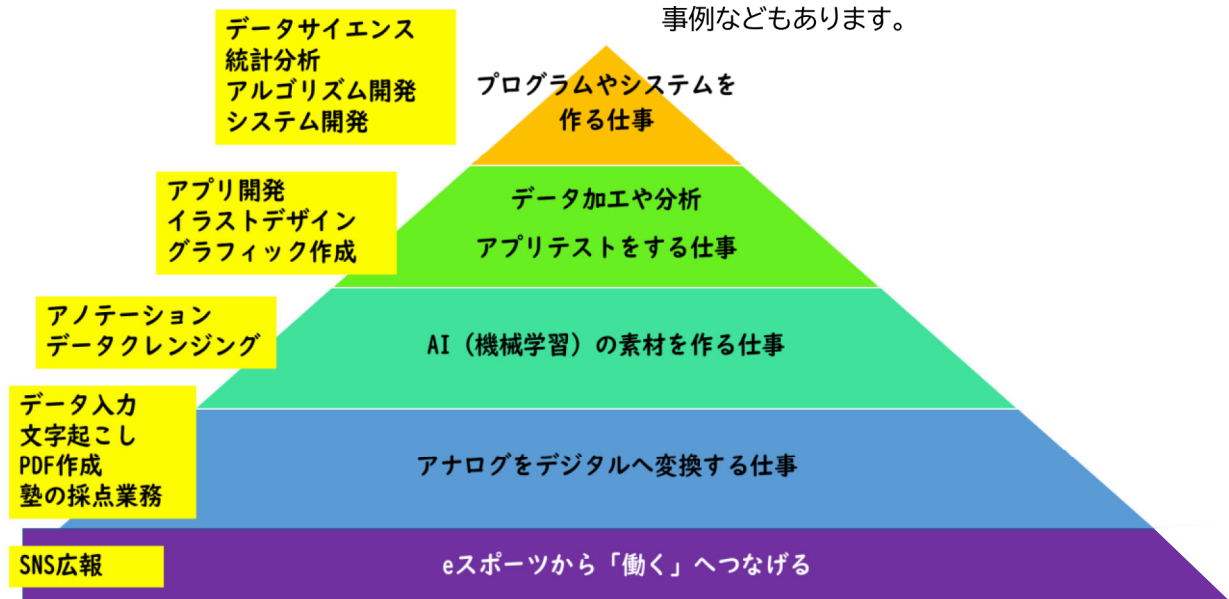 事例などもあります。
データサイエンス
統計分析
アルゴリズム開発
システム開発
プログラムやシステムを
作る仕事
アプリ開発
イラストデザイン
グラフィック作成
データ加工や分析
アプリテストをする仕事
アノテーション
データクレンジング
AI（機械学習）の素材を作る仕事
データ入力
文字起こし
PDF作成
塾の採点業務
アナログをデジタルへ変換する仕事
SNS広報
eスポーツから「働く」へつなげる